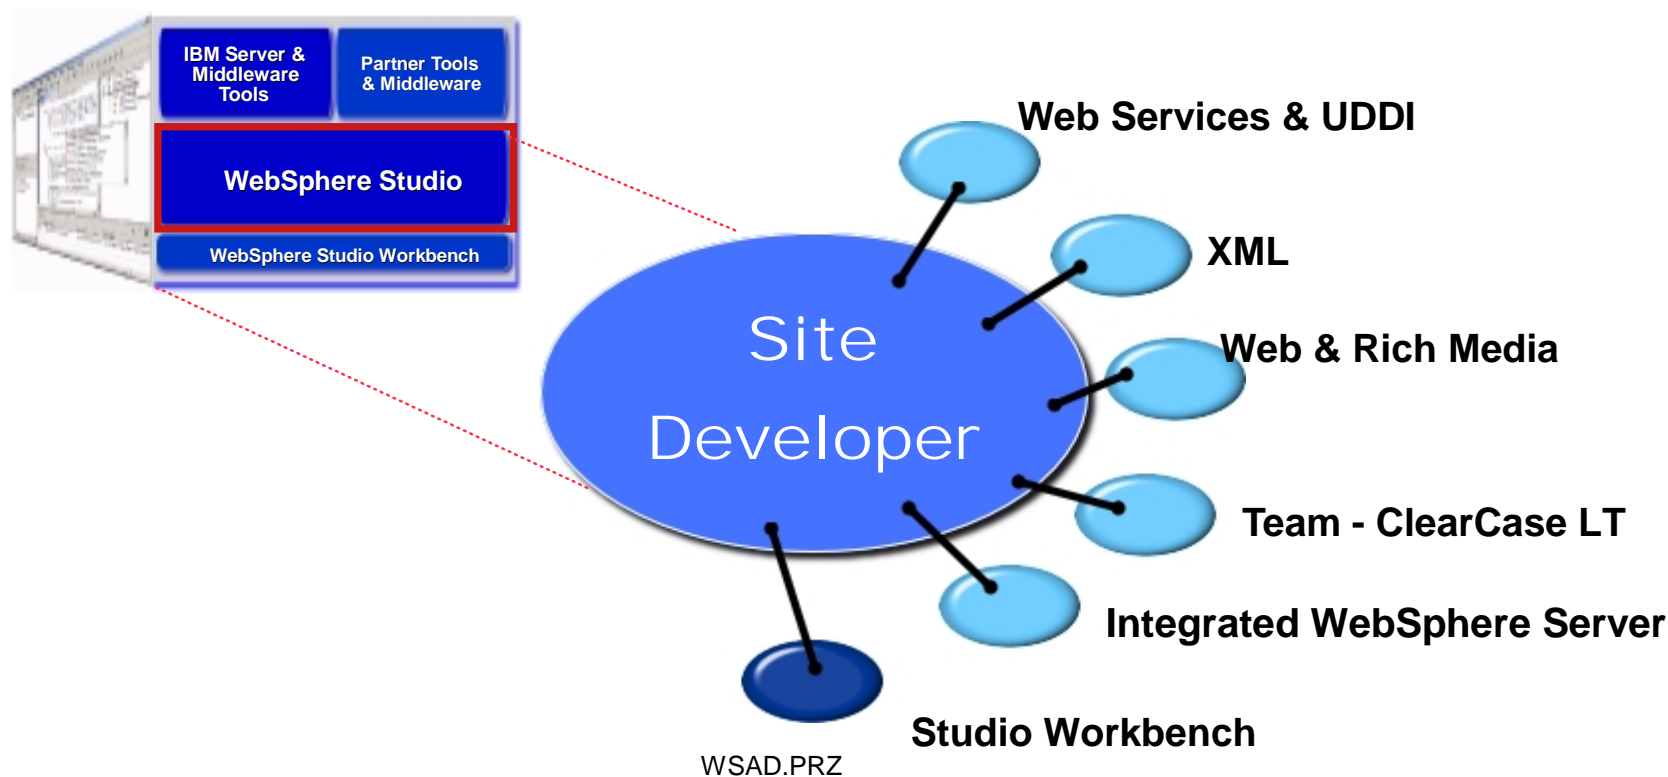 IBM Server &
Middleware
Tools
Partner Tools
& Middleware
WebSphere Studio
WebSphere Studio Workbench
Web Services & UDDI
XML
Web & Rich Media
Site
Developer
Team - ClearCase LT
Integrated WebSphere Server
Studio Workbench
WSAD.PRZ